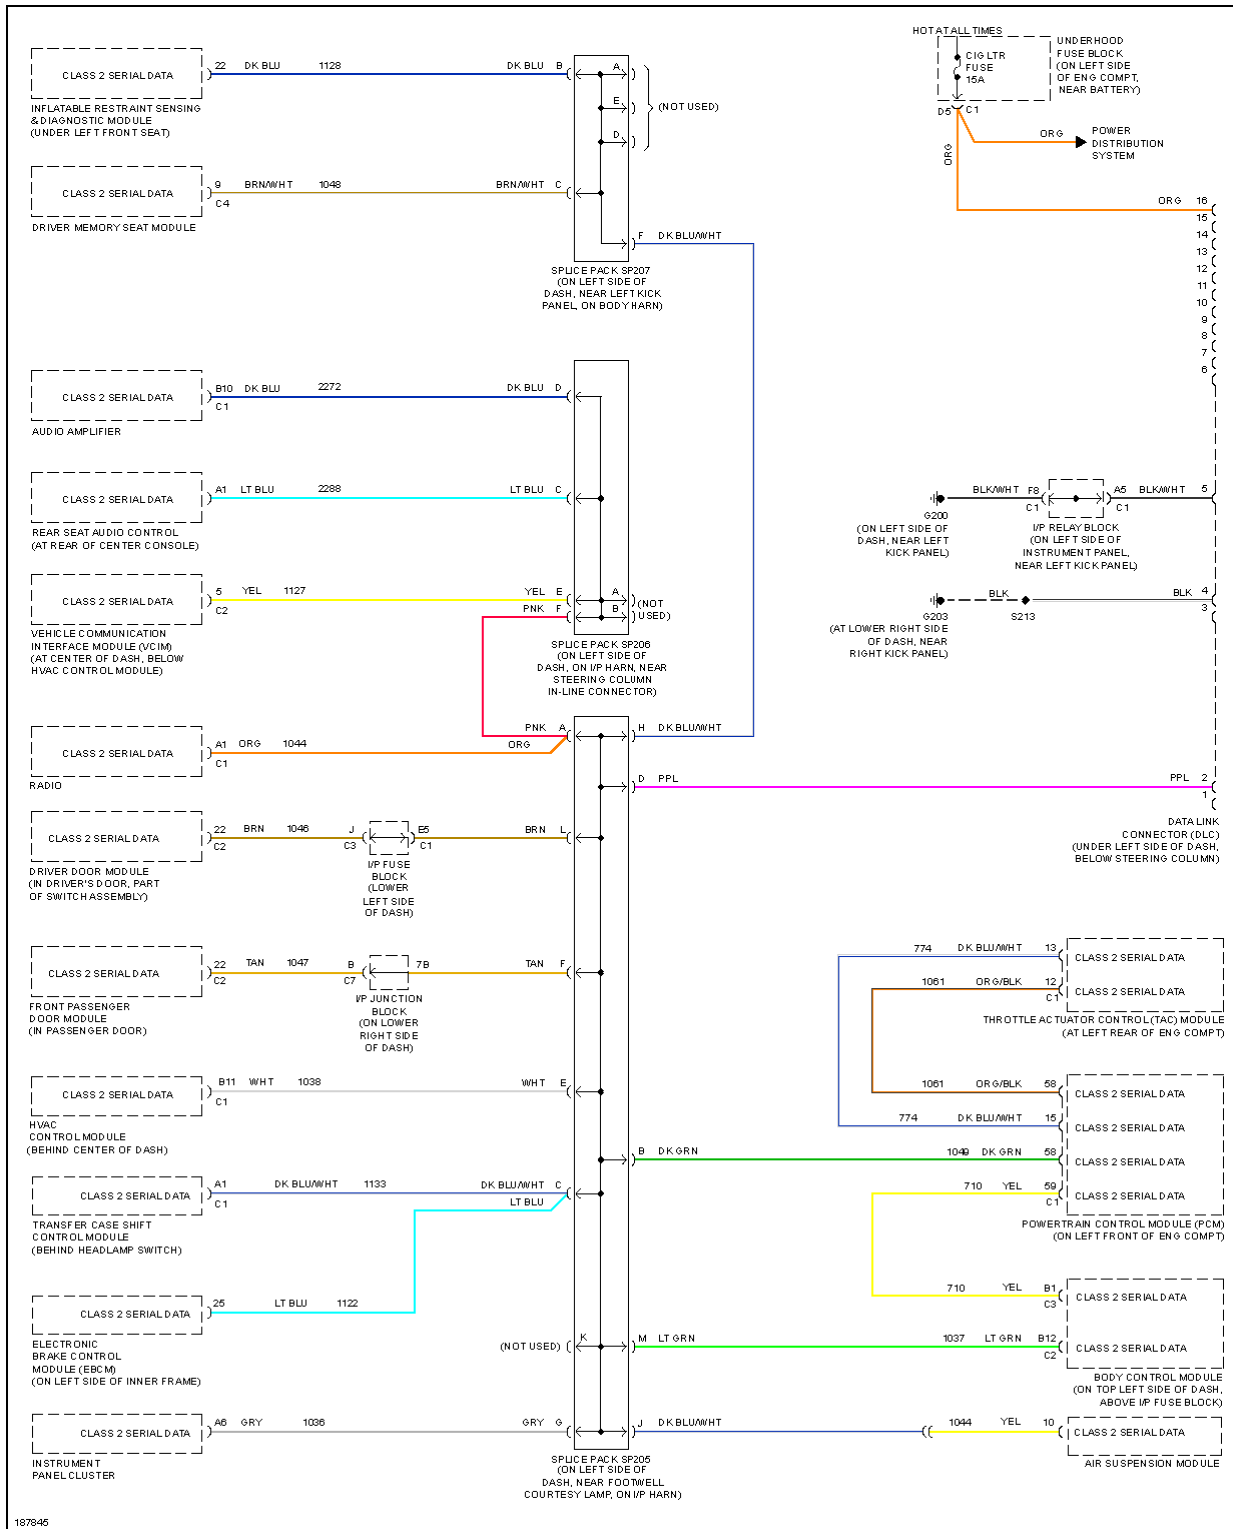 HOT AT ALL TIMES
CIG LTR
FUSE
15A
UNDERHOOD
FUSE BLOCK
(ON LEFT SIDE
OF ENG COMPT,
NEAR BATTERY)
D5 C1
ORG
ORG
POWER
DISTRIBUTION
SYSTEM
ORG 16
15
14
13
12
11
10
9
8
7
6
CLASS 2 SERIAL DATA
22 DK BLU 1128 DK BLU B
INFLATABLE RESTRAINT SENSING
& DIAGNOSTIC MODULE
(UNDER LEFT FRONT SEAT)
A
E
D
(NOT USED)
CLASS 2 SERIAL DATA
9 BRN/WHT 1048 BRN/WHT C
C4
DRIVER MEMORY SEAT MODULE
F DK BLU/WHT
SPLICE PACK SP207
(ON LEFT SIDE OF
DASH, NEAR LEFT KICK
PANEL, ON BODY HARN)
CLASS 2 SERIAL DATA
B10 DK BLU 2272 DK BLU D
C1
AUDIO AMPLIFIER
CLASS 2 SERIAL DATA
A1 LT BLU 2288 LT BLU C
REAR SEAT AUDIO CONTROL
(AT REAR OF CENTER CONSOLE)
CLASS 2 SERIAL DATA
5 YEL 1127 YEL E
C2
PNK F
A
B
(NOT
USED)
VEHICLE COMMUNICATION
INTERFACE MODULE (VCIM)
(AT CENTER OF DASH, BELOW
HVAC CONTROL MODULE)
SPLICE PACK SP206
(ON LEFT SIDE OF
DASH, ON I/P HARN, NEAR
STEERING COLUMN
IN-LINE CONNECTOR)
BLK/WHT F8
C1
A5 BLK/WHT 5
C1
G200
(ON LEFT SIDE OF
DASH, NEAR LEFT
KICK PANEL)
I/P RELAY BLOCK
(ON LEFT SIDE OF
INSTRUMENT PANEL,
NEAR LEFT KICK PANEL)
BLK
BLK 4
3
G203
S213
(AT LOWER RIGHT SIDE
OF DASH, NEAR
RIGHT KICK PANEL)
CLASS 2 SERIAL DATA
A1 ORG 1044 ORG
C1
PNK A
RADIO
H DK BLU/WHT
D PPL
PPL 2
1
DATA LINK
CONNECTOR (DLC)
(UNDER LEFT SIDE OF DASH,
BELOW STEERING COLUMN)
CLASS 2 SERIAL DATA
22 BRN 1046 J
C2
C3
E5
C1
BRN L
DRIVER DOOR MODULE
(IN DRIVER'S DOOR, PART
OF SWITCH ASSEMBLY)
I/P FUSE
BLOCK
(LOWER
LEFT SIDE
OF DASH)
CLASS 2 SERIAL DATA
22 TAN 1047 B
C2
C7
7B
TAN F
FRONT PASSENGER
DOOR MODULE
(IN PASSENGER DOOR)
I/P JUNCTION
BLOCK
(ON LOWER
RIGHT SIDE
OF DASH)
774 DK BLU/WHT 13
CLASS 2 SERIAL DATA
1061 ORG/BLK 12
C1
CLASS 2 SERIAL DATA
THROTTLE ACTUATOR CONTROL (TAC) MODULE
(AT LEFT REAR OF ENG COMPT)
CLASS 2 SERIAL DATA
B11 WHT 1038 WHT E
C1
HVAC
CONTROL MODULE
(BEHIND CENTER OF DASH)
1061 ORG/BLK 58
CLASS 2 SERIAL DATA
774 DK BLU/WHT 15
CLASS 2 SERIAL DATA
B DK GRN
1049 DK GRN 58
CLASS 2 SERIAL DATA
710 YEL 59
C1
CLASS 2 SERIAL DATA
POWERTRAIN CONTROL MODULE (PCM)
(ON LEFT FRONT OF ENG COMPT)
CLASS 2 SERIAL DATA
A1 DK BLU/WHT 1133 DK BLU/WHT C
C1
LT BLU
TRANSFER CASE SHIFT
CONTROL MODULE
(BEHIND HEADLAMP SWITCH)
CLASS 2 SERIAL DATA
25 LT BLU 1122
ELECTRONIC
BRAKE CONTROL
MODULE (EBCM)
(ON LEFT SIDE OF INNER FRAME)
710 YEL B1
C3
CLASS 2 SERIAL DATA
(NOT USED)
K
M LT GRN
1037 LT GRN B12
C2
CLASS 2 SERIAL DATA
BODY CONTROL MODULE
(ON TOP LEFT SIDE OF DASH,
ABOVE I/P FUSE BLOCK)
CLASS 2 SERIAL DATA
A6 GRY 1036 GRY G
INSTRUMENT
PANEL CLUSTER
J DK BLU/WHT
1044 YEL 10
CLASS 2 SERIAL DATA
AIR SUSPENSION MODULE
SPLICE PACK SP205
(ON LEFT SIDE OF
DASH, NEAR FOOTWELL
COURTESY LAMP, ON I/P HARN)
187845